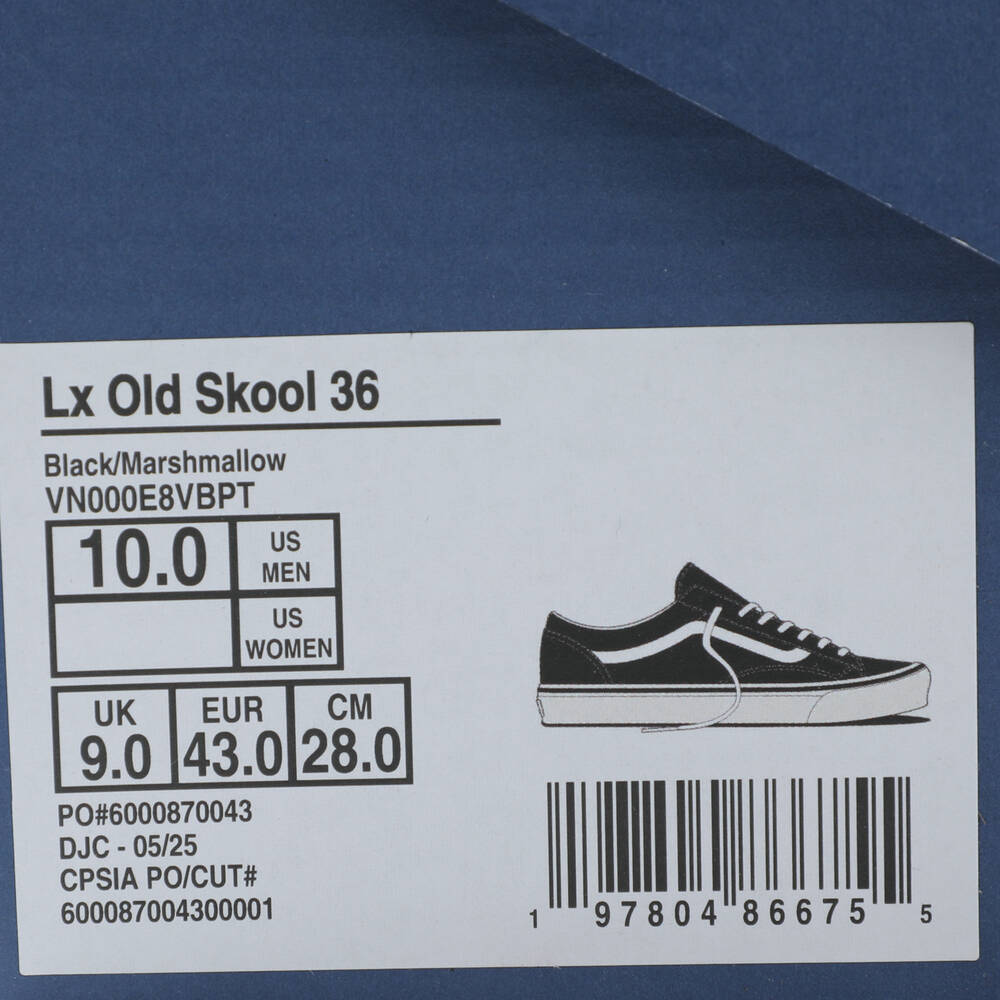 Lx Old Skool 36
Black/Marshmallow
VN000E8VBPT
10.0 US MEN
US WOMEN
UK EUR CM
9.0 43.0 28.0
PO#6000870043
DJC - 05/25
CPSIA PO/CUT#
600087004300001
1 97804 86675 5